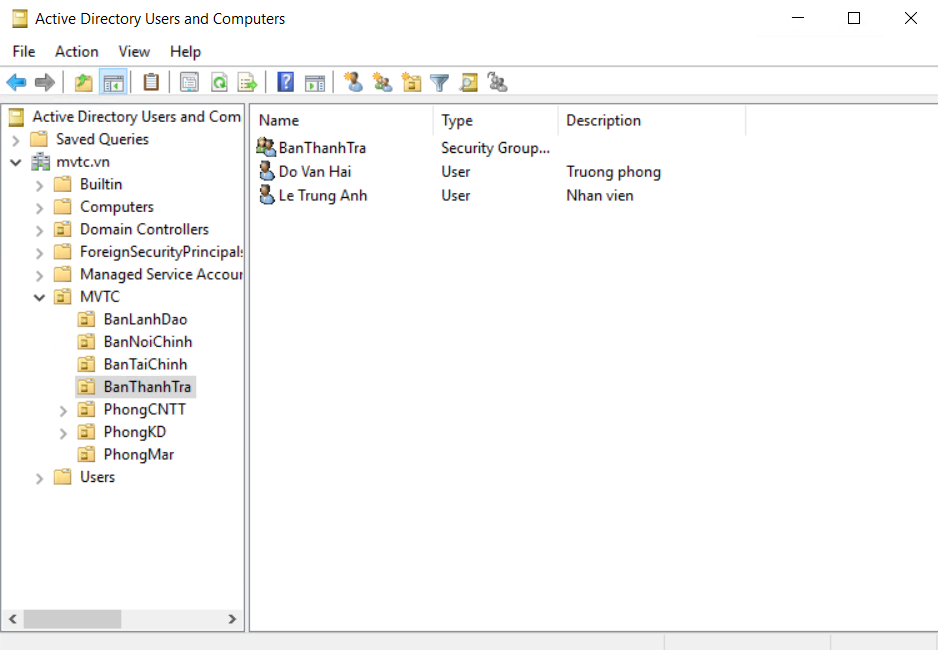 Active Directory Users and Computers
File Action View Help
Active Directory Users and Com
Saved Queries
mvtc.vn
Builtin
Computers
Domain Controllers
ForeignSecurityPrincipals
Managed Service Accour
MVTC
BanLanhDao
BanNoiChinh
BanTaiChinh
BanThanhTra
PhongCNTT
PhongKD
PhongMar
Users
Name Type Description
BanThanhTra Security Group...
Do Van Hai User Truong phong
Le Trung Anh User Nhan vien